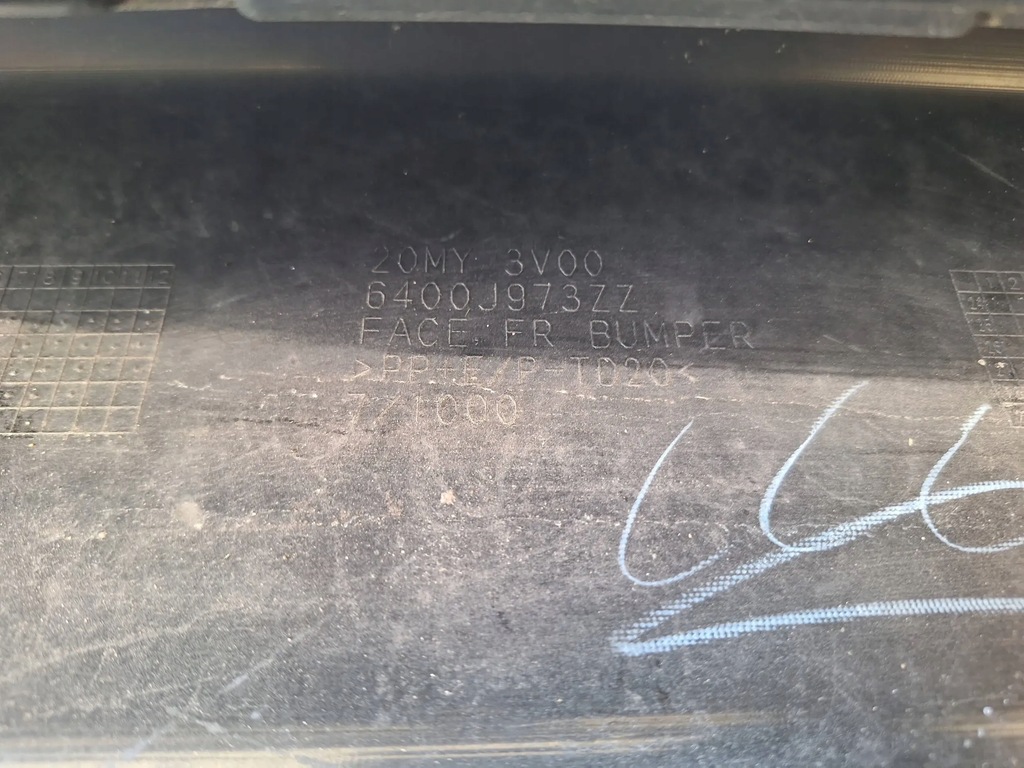 20MY 3V00
6400J973ZZ
FACE, FR BUMPER
>PP+E/P-TD20<
7/1000